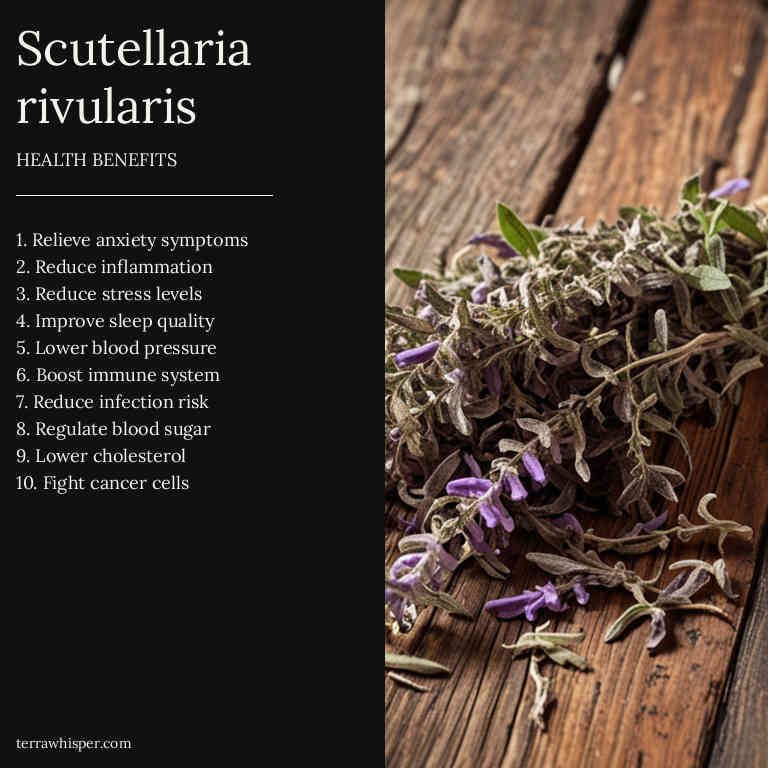 Scutellaria
rivularis
HEALTH BENEFITS
1. Relieve anxiety symptoms
2. Reduce inflammation
3. Reduce stress levels
4. Improve sleep quality
5. Lower blood pressure
6. Boost immune system
7. Reduce infection risk
8. Regulate blood sugar
9. Lower cholesterol
10. Fight cancer cells
terrawhisper.com